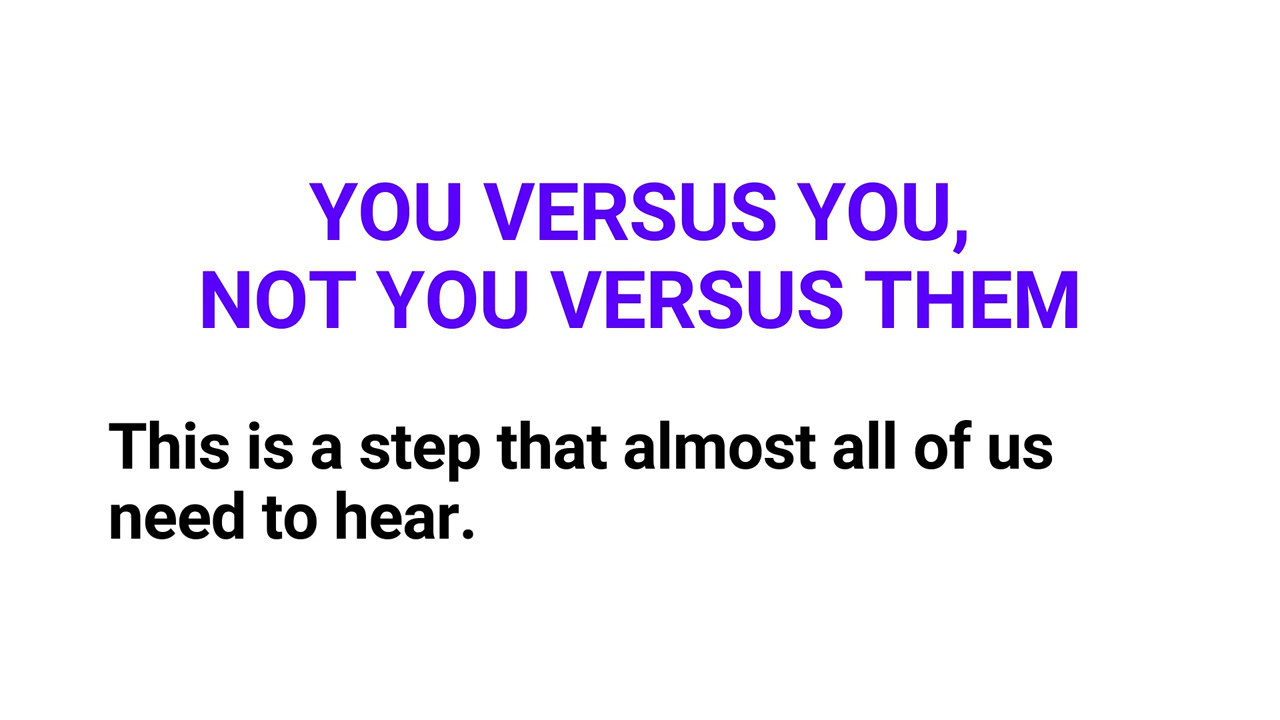 YOU VERSUS YOU,
NOT YOU VERSUS THEM
This is a step that almost all of us
need to hear.